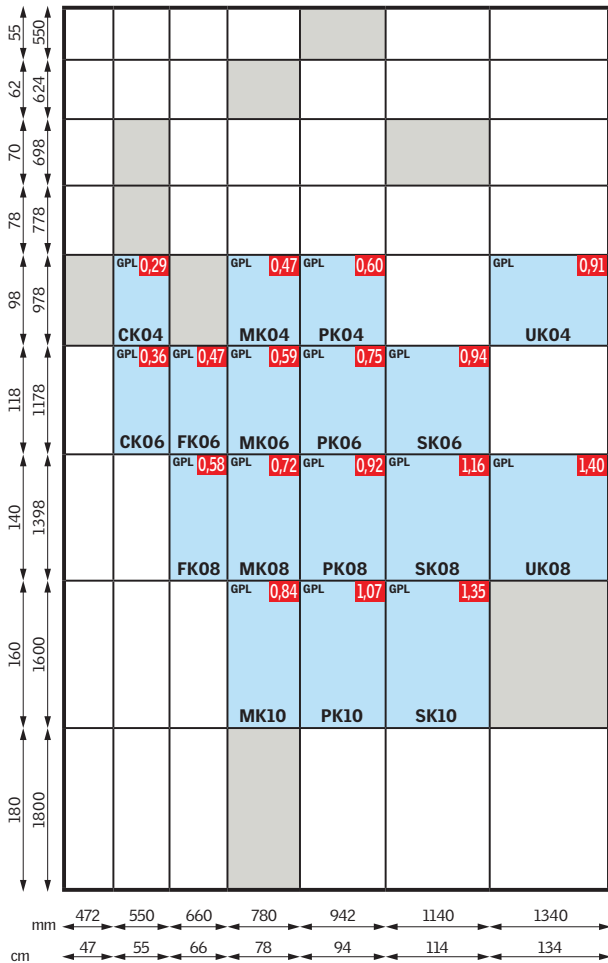 55 550
62 624
70 698
78 778
98 978
GPL 0,29 GPL 0,47 GPL 0,60 GPL 0,91
CK04 MK04 PK04 UK04
118 1178
GPL 0,36 GPL 0,47 GPL 0,59 GPL 0,75 GPL 0,94
CK06 FK06 MK06 PK06 SK06
140 1398
GPL 0,58 GPL 0,72 GPL 0,92 GPL 1,16 GPL 1,40
FK08 MK08 PK08 SK08 UK08
160 1600
GPL 0,84 GPL 1,07 GPL 1,35
MK10 PK10 SK10
180 1800
mm 472 550 660 780 942 1140 1340
cm 47 55 66 78 94 114 134